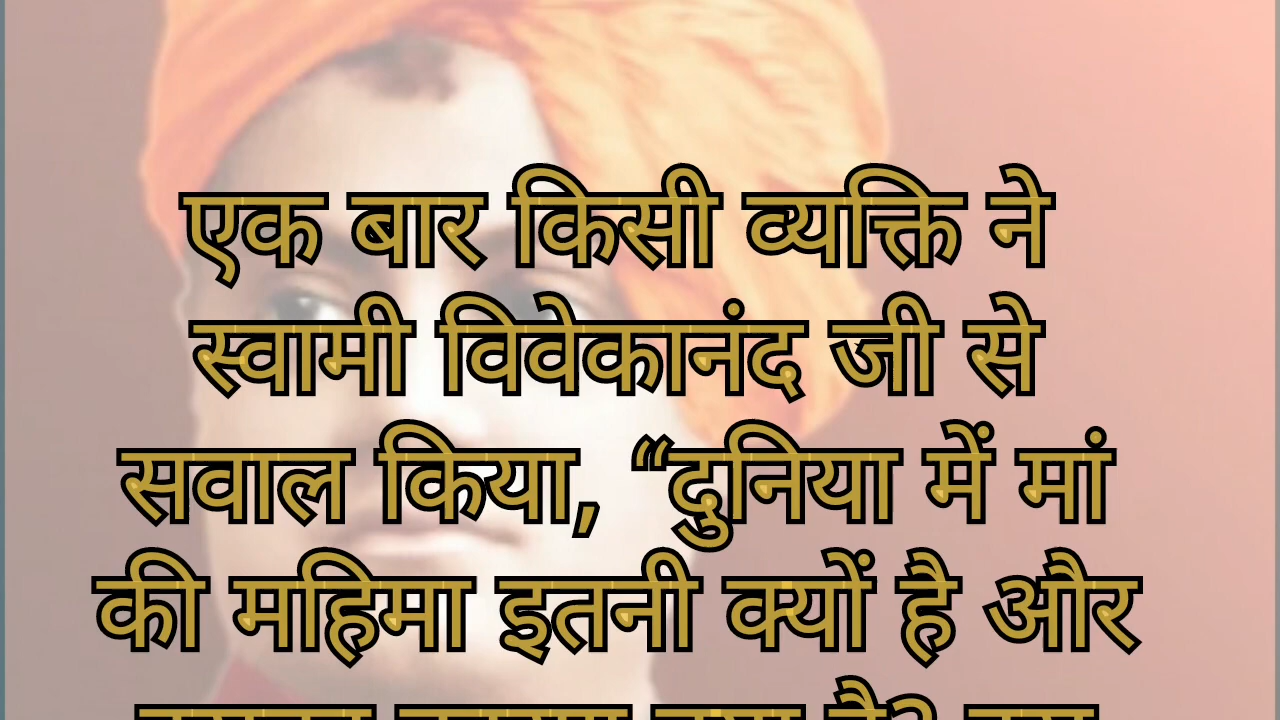 एक बार किसी व्यक्ति ने
स्वामी विवेकानंद जी से
सवाल किया, “दुनिया में मां
की महिमा इतनी क्यों है और